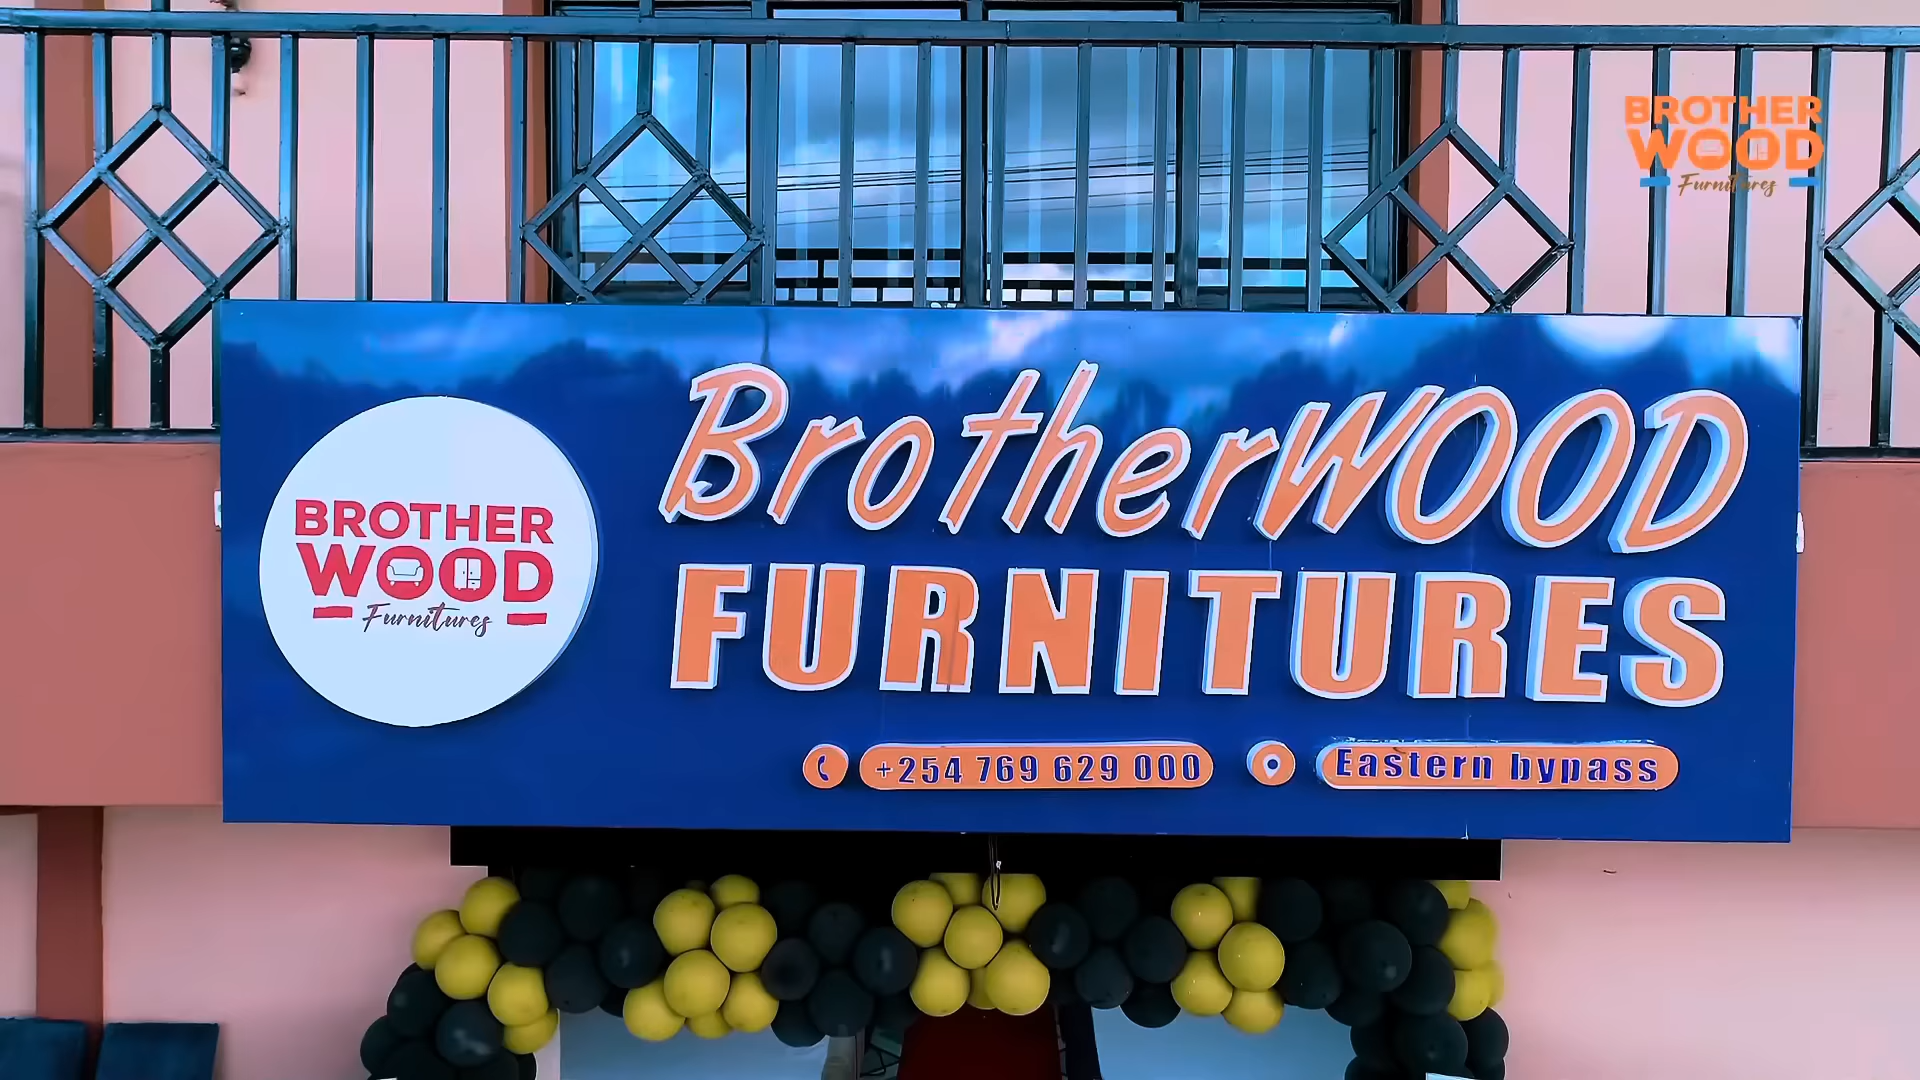 BROTHER
WOOD
Furnitures
BrotherWOOD
FURNITURES
BROTHER
WOOD
Furnitures
+254 769 629 000
Eastern bypass